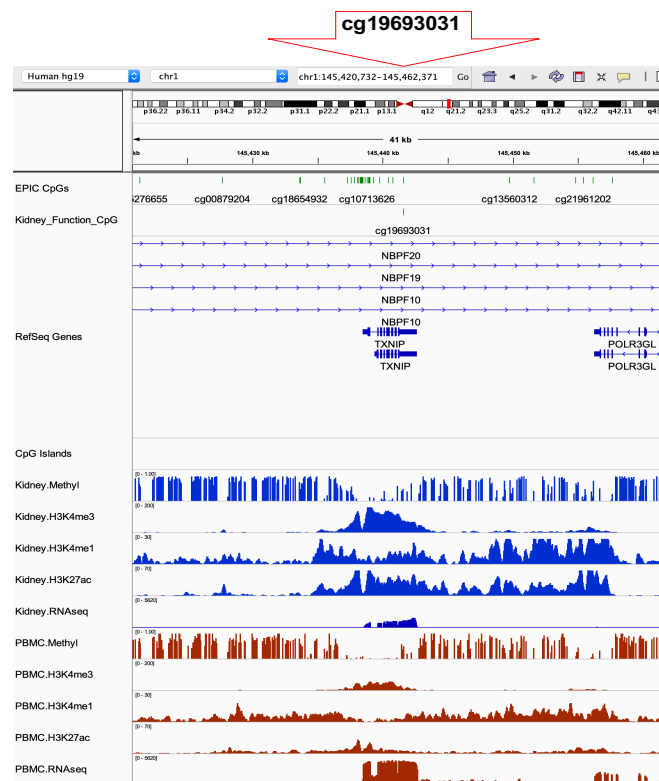 cg19693031
Human hg19 chr1 chr1:145,420,732-145,462,371 Go
p36.22 p36.11 p34.2 p32.2 p31.1 p22.2 p21.1 p13.1 q12 q21.2 q23.3 q25.2 q31.2 q32.2 q42.11 q43
41 kb
kb 145,430 kb 145,440 kb 145,450 kb 145,460 kb
EPIC CpGs
5276655 cg00879204 cg18654932 cg10713626 cg13560312 cg21961202
Kidney_Function_CpG
cg19693031
NBPF20
NBPF19
NBPF10
NBPF10
RefSeq Genes
TXNIP POLR3GL
TXNIP POLR3GL
CpG Islands
[0 - 1.00]
Kidney.Methyl
[0 - 200]
Kidney.H3K4me3
[0 - 30]
Kidney.H3K4me1
[0 - 70]
Kidney.H3K27ac
[0 - 5620]
Kidney.RNAseq
[0 - 1.00]
PBMC.Methyl
[0 - 200]
PBMC.H3K4me3
[0 - 30]
PBMC.H3K4me1
[0 - 70]
PBMC.H3K27ac
[0 - 5620]
PBMC.RNAseq